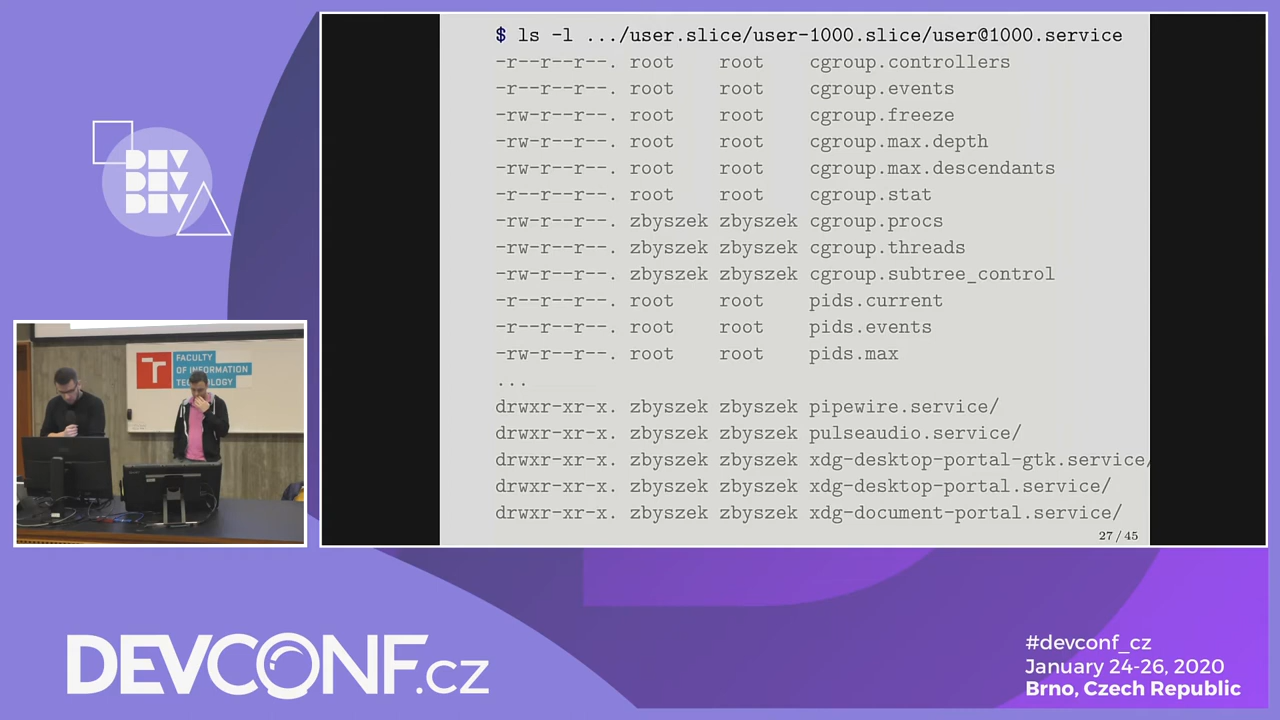 $ ls -l .../user.slice/user-1000.slice/user@1000.service
-r--r--r--. root root cgroup.controllers
-r--r--r--. root root cgroup.events
-rw-r--r--. root root cgroup.freeze
-rw-r--r--. root root cgroup.max.depth
-rw-r--r--. root root cgroup.max.descendants
-r--r--r--. root root cgroup.stat
-rw-r--r--. zbyszek zbyszek cgroup.procs
-rw-r--r--. zbyszek zbyszek cgroup.threads
-rw-r--r--. zbyszek zbyszek cgroup.subtree_control
-r--r--r--. root root pids.current
-r--r--r--. root root pids.events
-rw-r--r--. root root pids.max
...
drwxr-xr-x. zbyszek zbyszek pipewire.service/
drwxr-xr-x. zbyszek zbyszek pulseaudio.service/
drwxr-xr-x. zbyszek zbyszek xdg-desktop-portal-gtk.service/
drwxr-xr-x. zbyszek zbyszek xdg-desktop-portal.service/
drwxr-xr-x. zbyszek zbyszek xdg-document-portal.service/
27 / 45
DEV
DEV
DEV
FACULTY
OF INFORMATION
TECHNOLOGY
DEVCONF.cz
#devconf_cz
January 24-26, 2020
Brno, Czech Republic